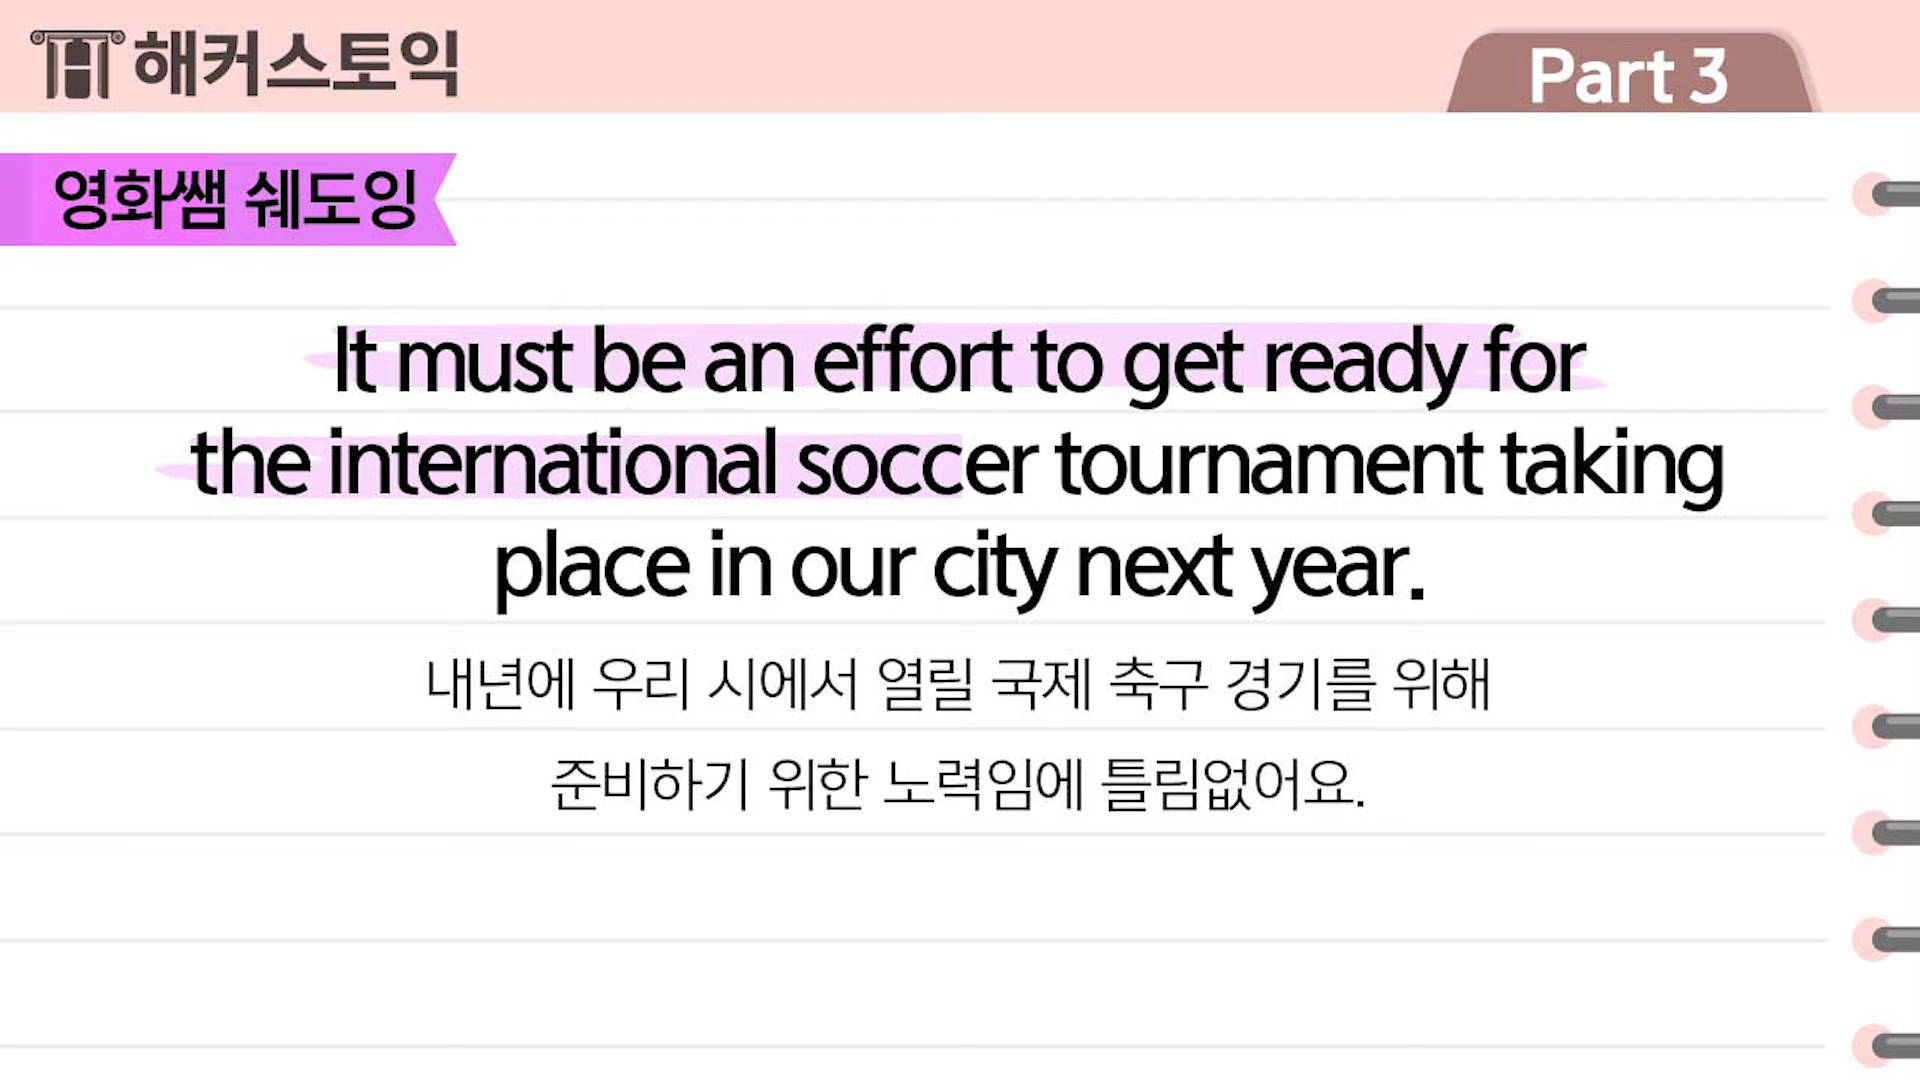 해커스토익
Part 3
영화쌤 쉐도잉
It must be an effort to get ready for
the international soccer tournament taking
place in our city next year.
내년에 우리 시에서 열릴 국제 축구 경기를 위해
준비하기 위한 노력임에 틀림없어요.